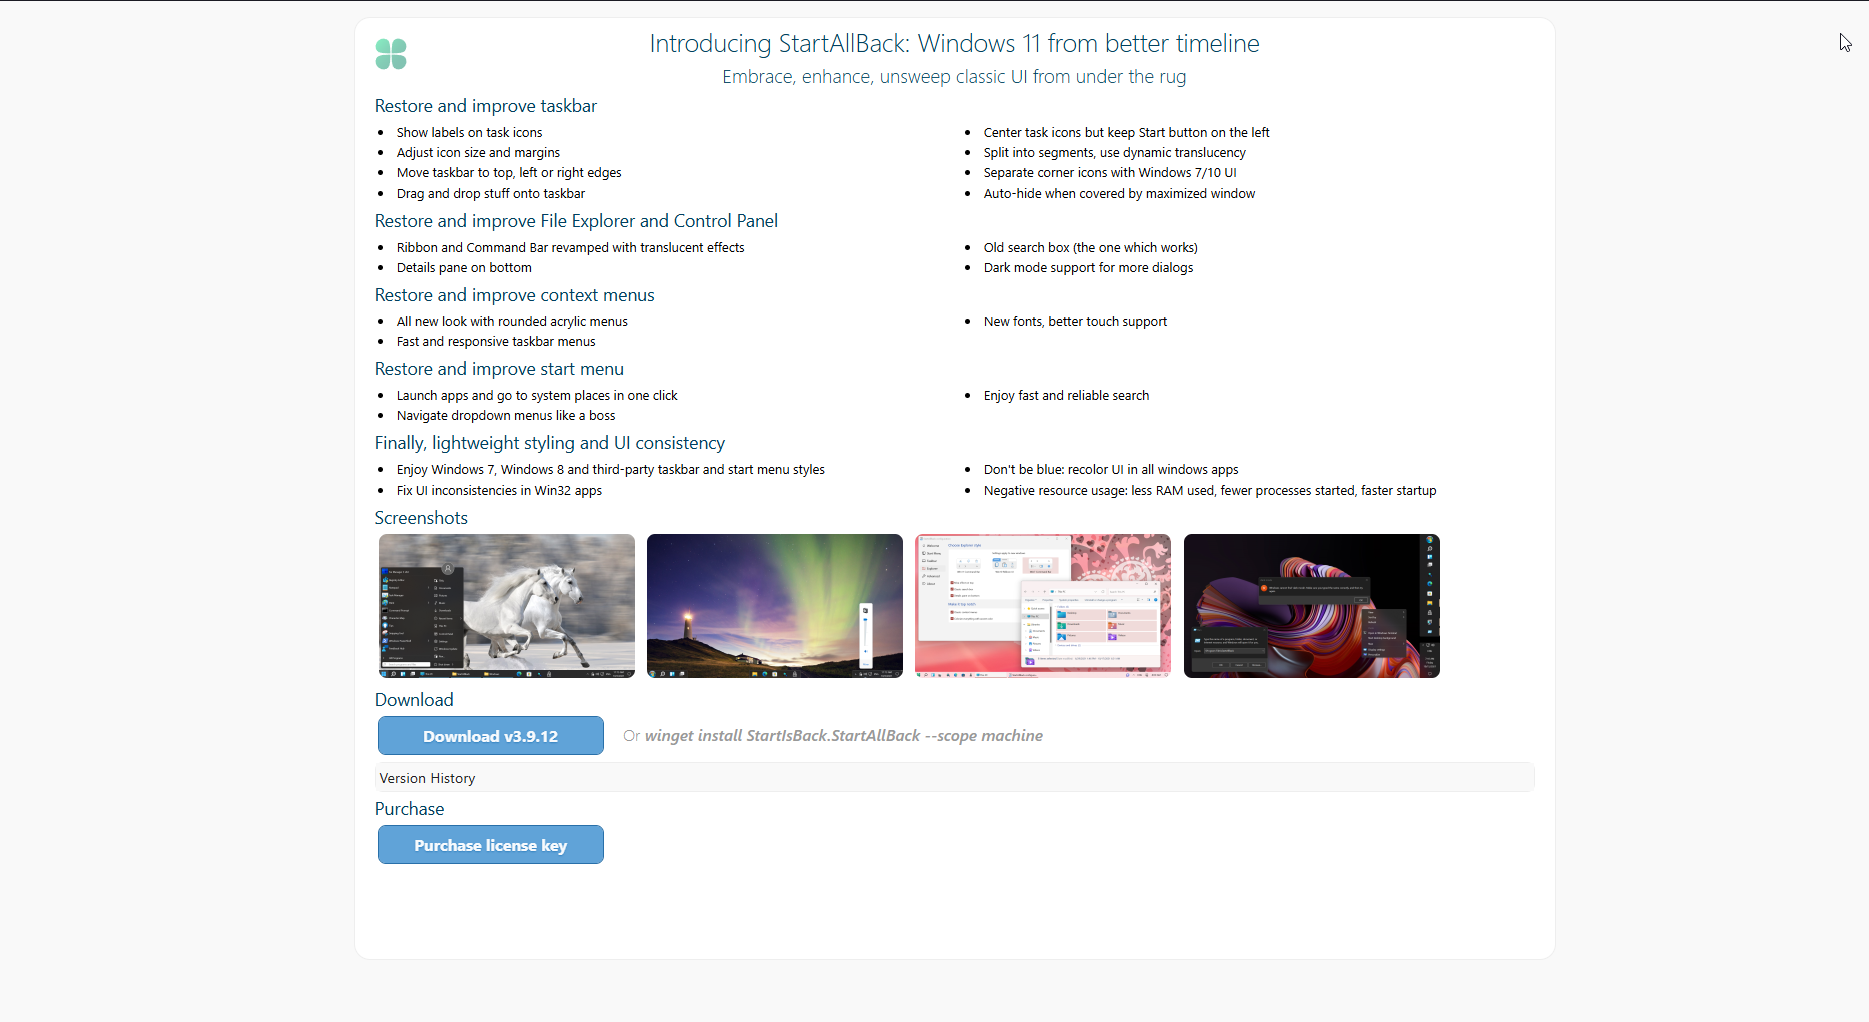 Introducing StartAllBack: Windows 11 from better timeline
Embrace, enhance, unsweep classic UI from under the rug
Restore and improve taskbar
Show labels on task icons
Adjust icon size and margins
Move taskbar to top, left or right edges
Drag and drop stuff onto taskbar
Center task icons but keep Start button on the left
Split into segments, use dynamic translucency
Separate corner icons with Windows 7/10 UI
Auto-hide when covered by maximized window
Restore and improve File Explorer and Control Panel
Ribbon and Command Bar revamped with translucent effects
Details pane on bottom
Old search box (the one which works)
Dark mode support for more dialogs
Restore and improve context menus
All new look with rounded acrylic menus
Fast and responsive taskbar menus
New fonts, better touch support
Restore and improve start menu
Launch apps and go to system places in one click
Navigate dropdown menus like a boss
Enjoy fast and reliable search
Finally, lightweight styling and UI consistency
Enjoy Windows 7, Windows 8 and third-party taskbar and start menu styles
Fix UI inconsistencies in Win32 apps
Don't be blue: recolor UI in all windows apps
Negative resource usage: less RAM used, fewer processes started, faster startup
Screenshots
Download
Download v3.9.12
Or winget install StartIsBack.StartAllBack --scope machine
Version History
Purchase
Purchase license key